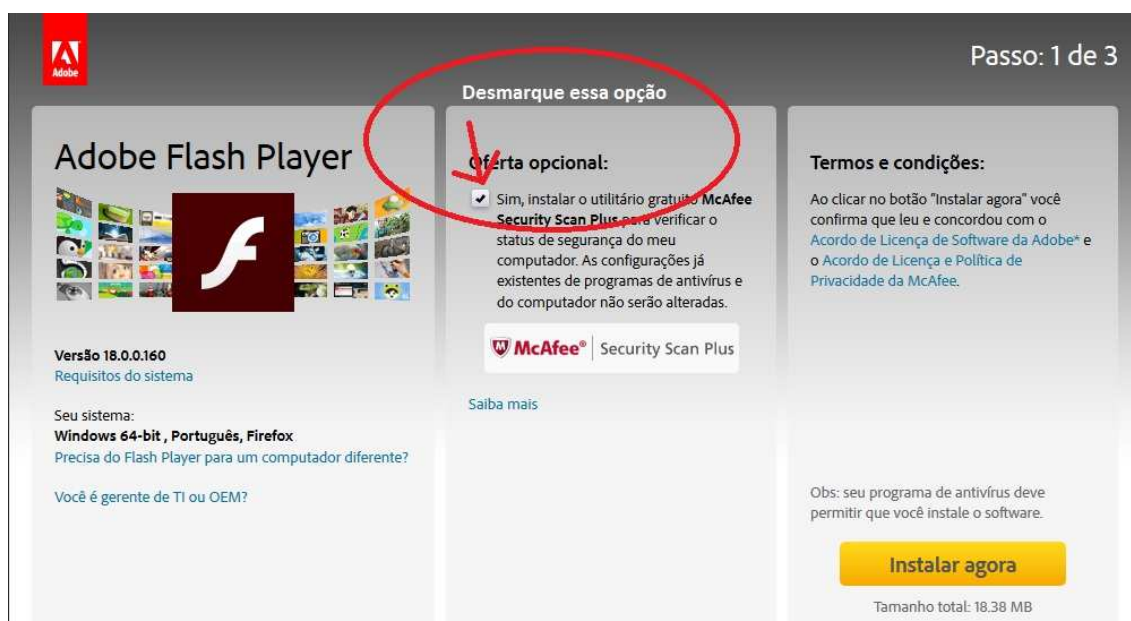 Adobe
Passo: 1 de 3
Desmarque essa opção
Adobe Flash Player
Versão 18.0.0.160
Requisitos do sistema
Seu sistema:
Windows 64-bit , Português, Firefox
Precisa do Flash Player para um computador diferente?
Você é gerente de TI ou OEM?
Oferta opcional:
Sim, instalar o utilitário gratuito McAfee
Security Scan Plus para verificar o
status de segurança do meu
computador. As configurações já
existentes de programas de antivírus e
do computador não serão alteradas.
McAfee® Security Scan Plus
Saiba mais
Termos e condições:
Ao clicar no botão "Instalar agora" você
confirma que leu e concordou com o
Acordo de Licença de Software da Adobe* e
o Acordo de Licença e Política de
Privacidade da McAfee.
Obs: seu programa de antivírus deve
permitir que você instale o software.
Instalar agora
Tamanho total: 18.38 MB